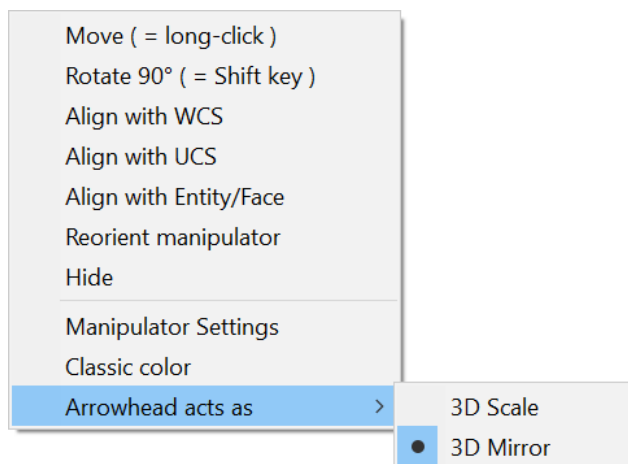 Move ( = long-click )
Rotate 90° ( = Shift key )
Align with WCS
Align with UCS
Align with Entity/Face
Reorient manipulator
Hide
Manipulator Settings
Classic color
Arrowhead acts as
3D Scale
3D Mirror